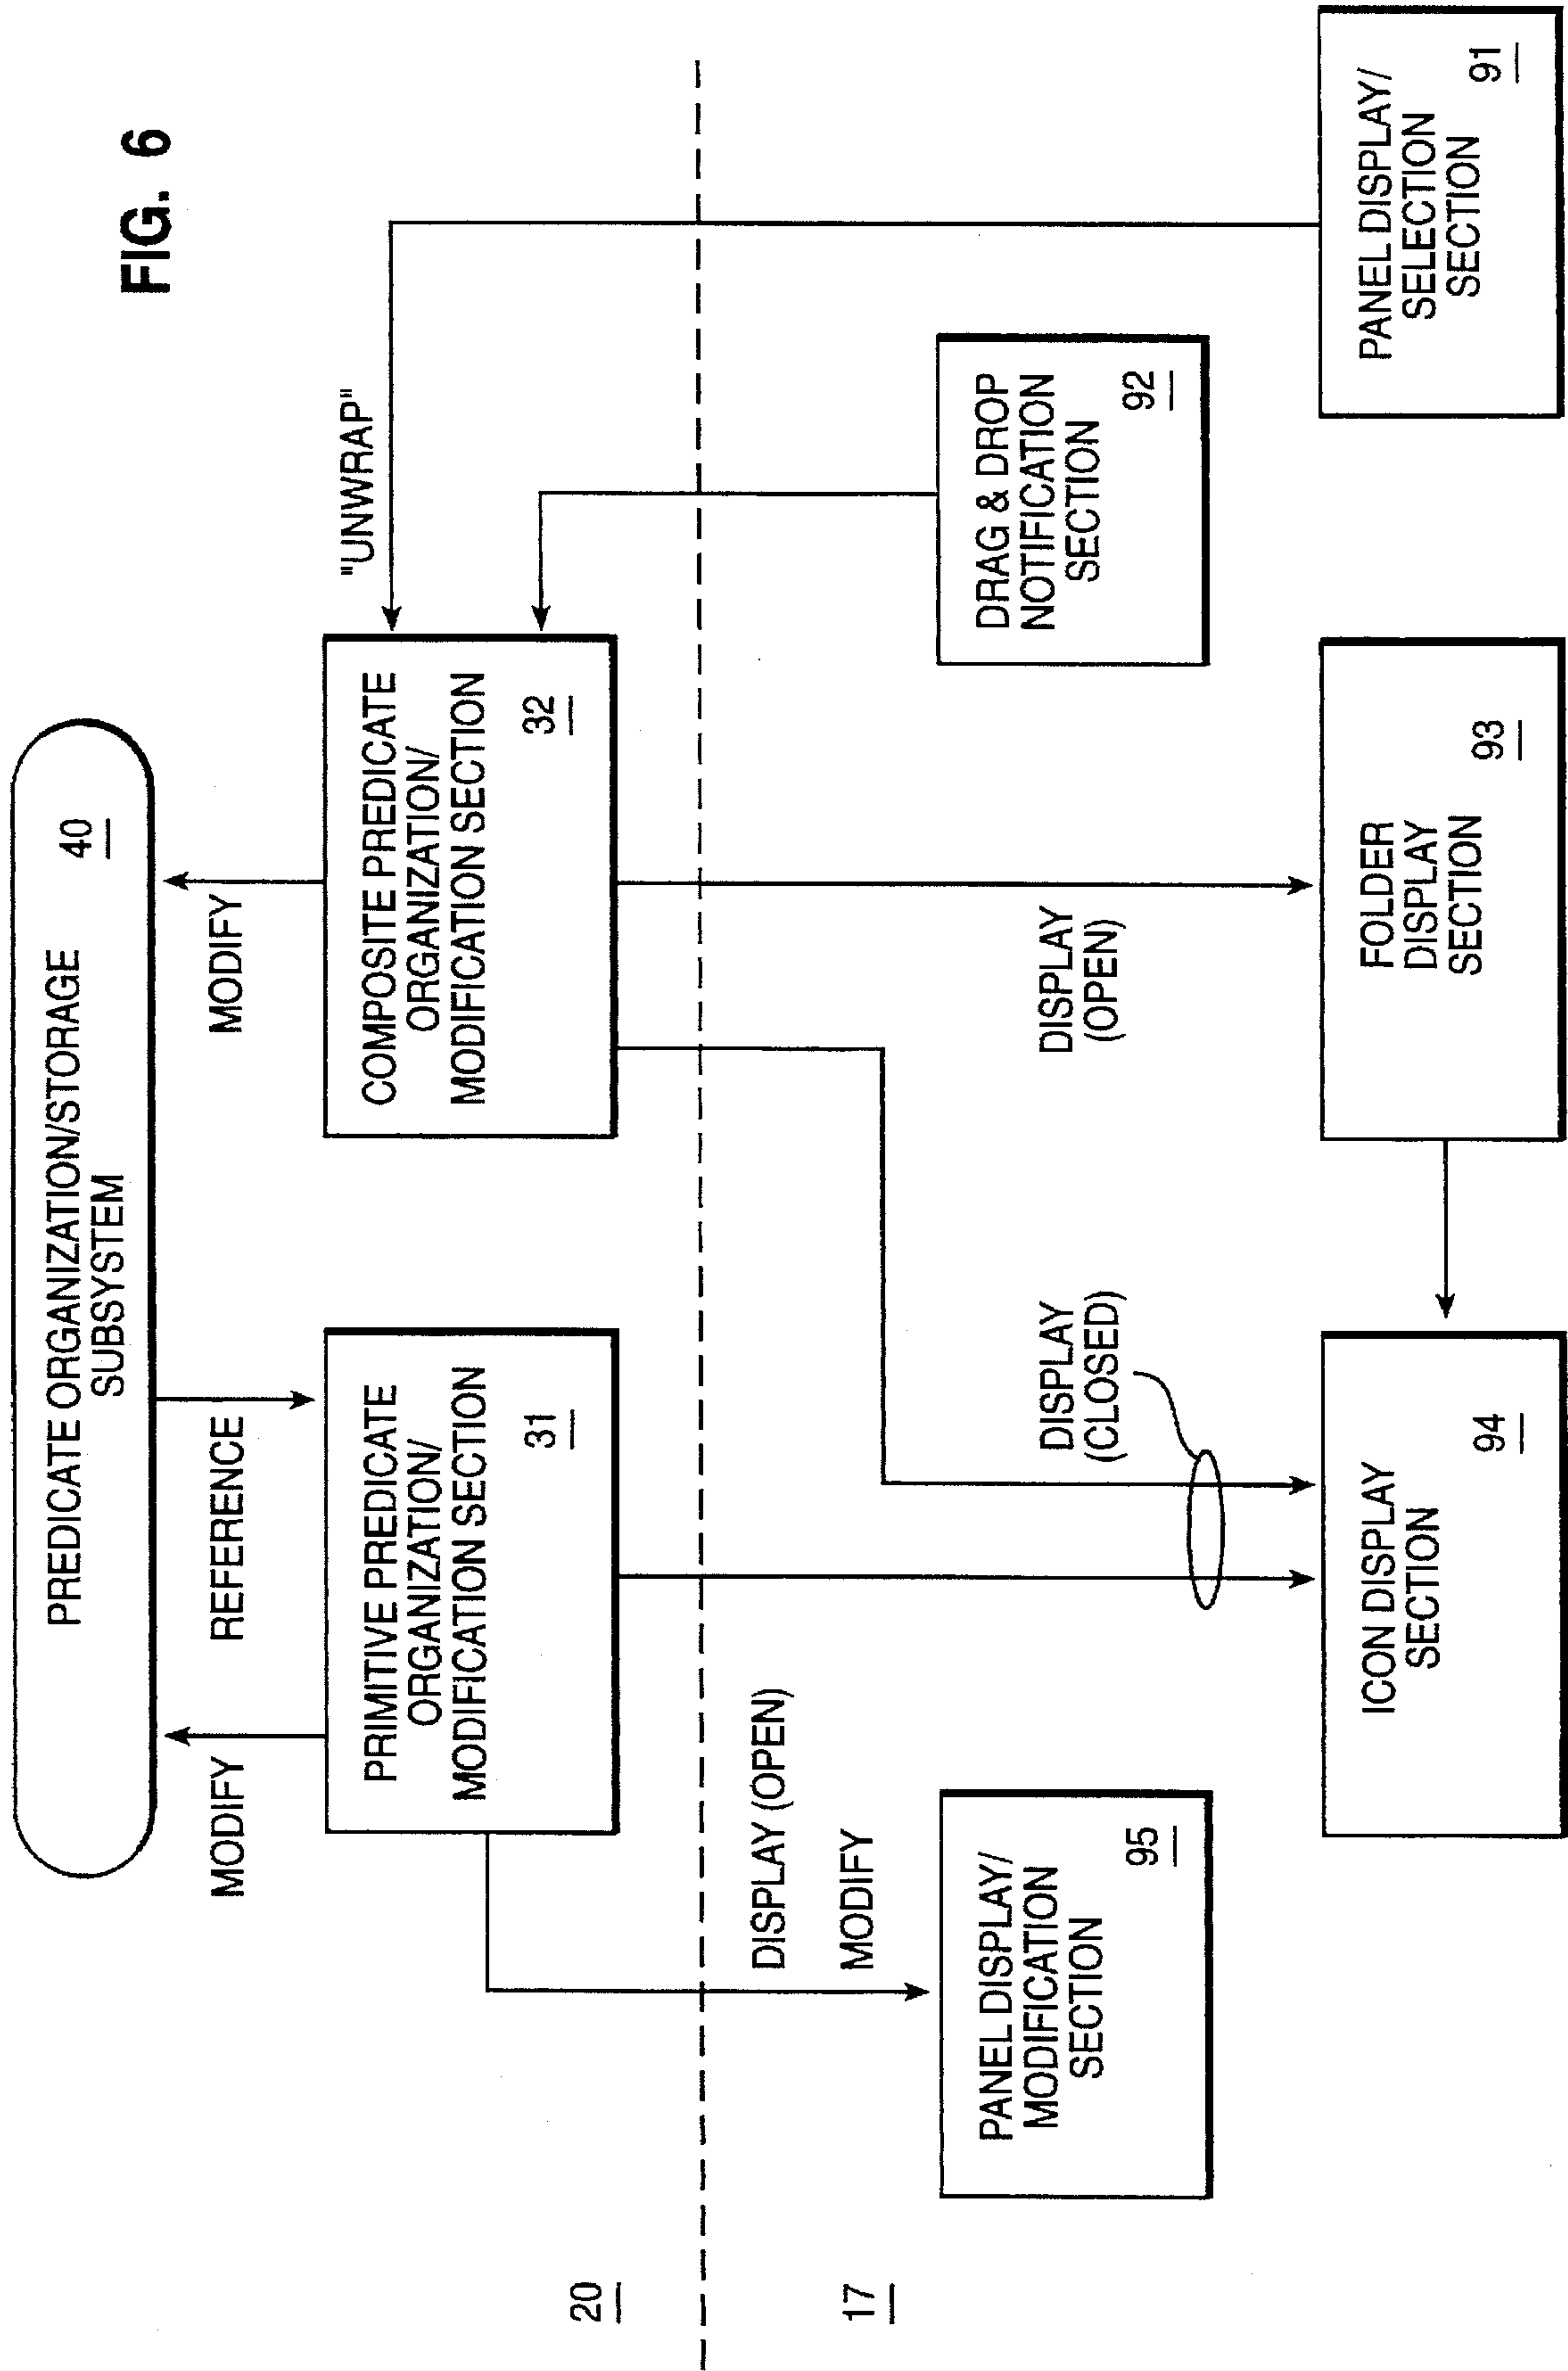 FIG. 6
PREDICATE ORGANIZATION/STORAGE
SUBSYSTEM
40
MODIFY
REFERENCE
MODIFY
PRIMITIVE PREDICATE
ORGANIZATION/
MODIFICATION SECTION
31
COMPOSITE PREDICATE
ORGANIZATION/
MODIFICATION SECTION
32
"UNWRAP"
20
17
DISPLAY (OPEN)
MODIFY
PANEL DISPLAY/
MODIFICATION
SECTION
95
DISPLAY
(CLOSED)
DISPLAY
(OPEN)
DRAG & DROP
NOTIFICATION
SECTION
92
ICON DISPLAY
SECTION
94
FOLDER
DISPLAY
SECTION
93
PANEL DISPLAY/
SELECTION
SECTION
91